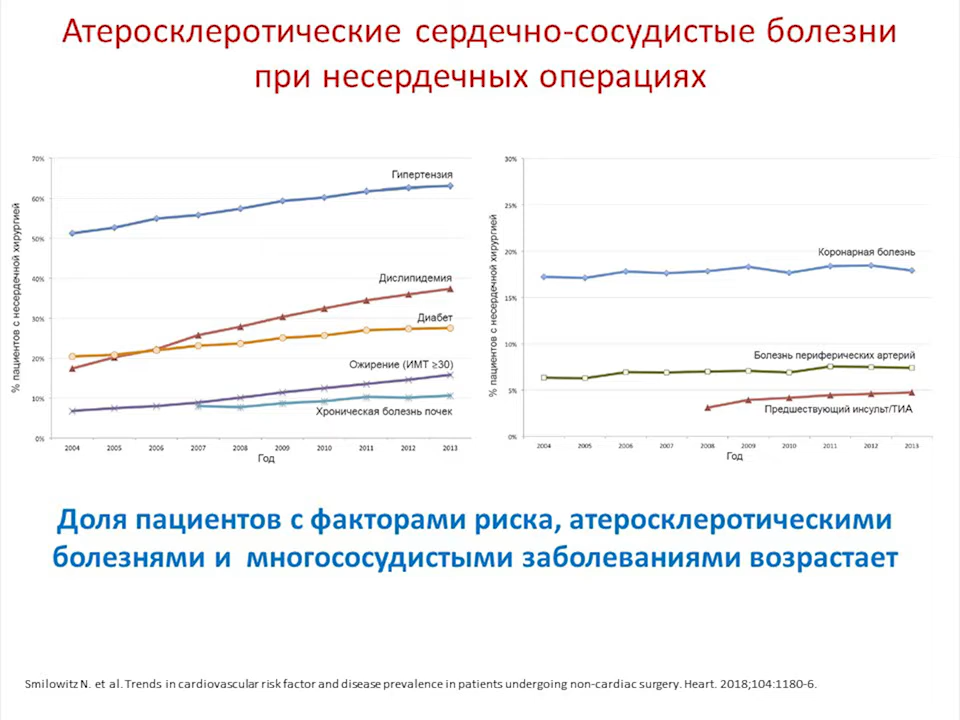 Атеросклеротические сердечно-сосудистые болезни
при несердечных операциях
% пациентов с несердечной хирургией
70%
60%
50%
40%
30%
20%
10%
0%
Гипертензия
Дислипидемия
Диабет
Ожирение (ИМТ ≥30)
Хроническая болезнь почек
2004 2005 2006 2007 2008 2009 2010 2011 2012 2013
Год
% пациентов с несердечной хирургией
30%
25%
20%
15%
10%
5%
0%
Коронарная болезнь
Болезнь периферических артерий
Предшествующий инсульт/ТИА
2004 2005 2006 2007 2008 2009 2010 2011 2012 2013
Год
Доля пациентов с факторами риска, атеросклеротическими
болезнями и многососудистыми заболеваниями возрастает
Smilowitz N. et al. Trends in cardiovascular risk factor and disease prevalence in patients undergoing non-cardiac surgery. Heart. 2018;104:1180-6.